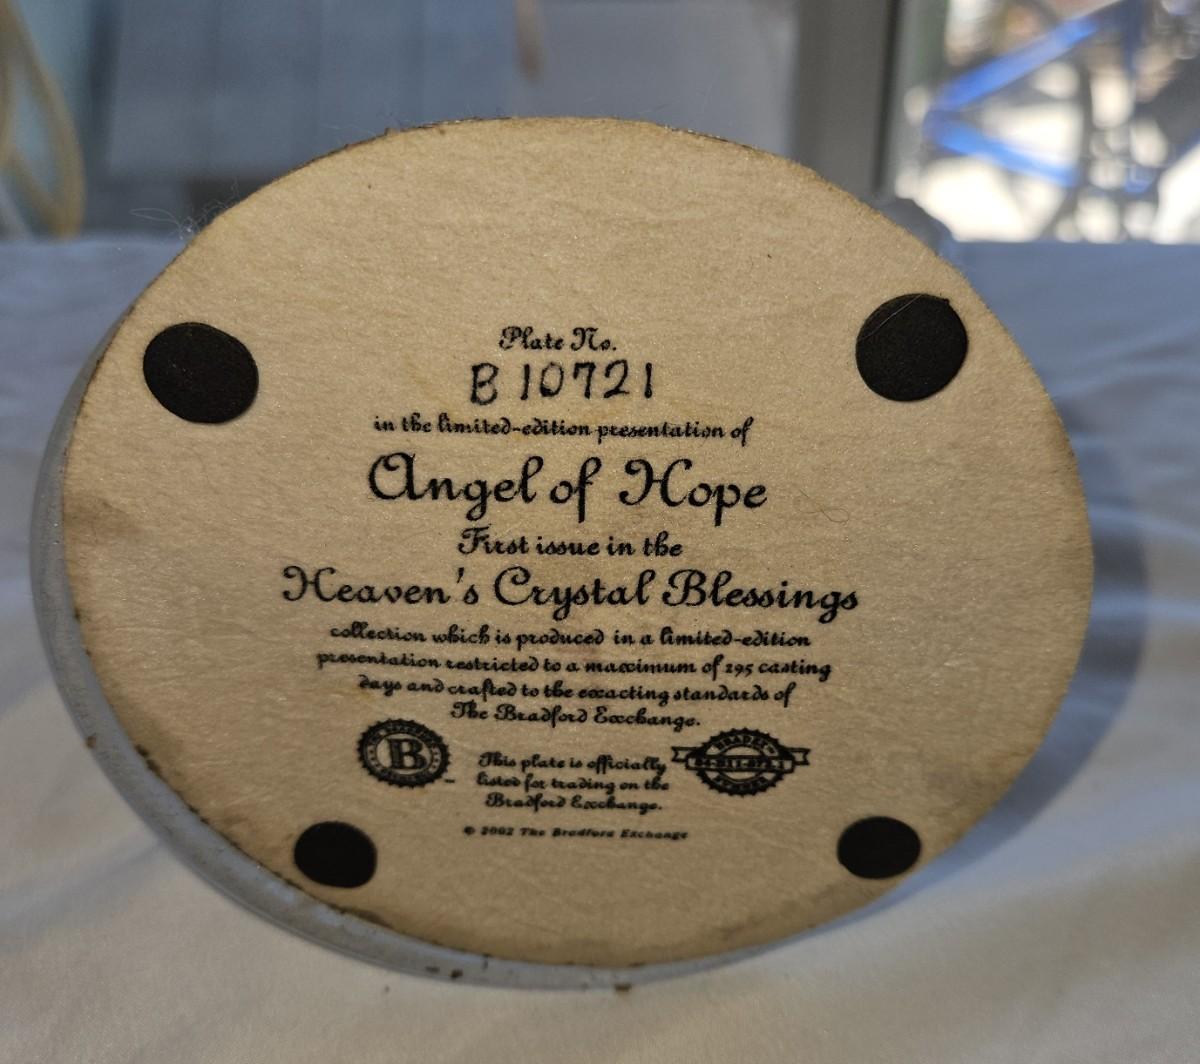 Plate No.
B 10721
in the limited-edition presentation of
Angel of Hope
First issue in the
Heaven's Crystal Blessings
collection which is produced in a limited-edition
presentation restricted to a maximum of 295 casting
days and crafted to the exacting standards of
The Bradford Exchange.
B
This plate is officially
listed for trading on the
Bradford Exchange.
BRADEX
NUMBER
© 2002 The Bradford Exchange